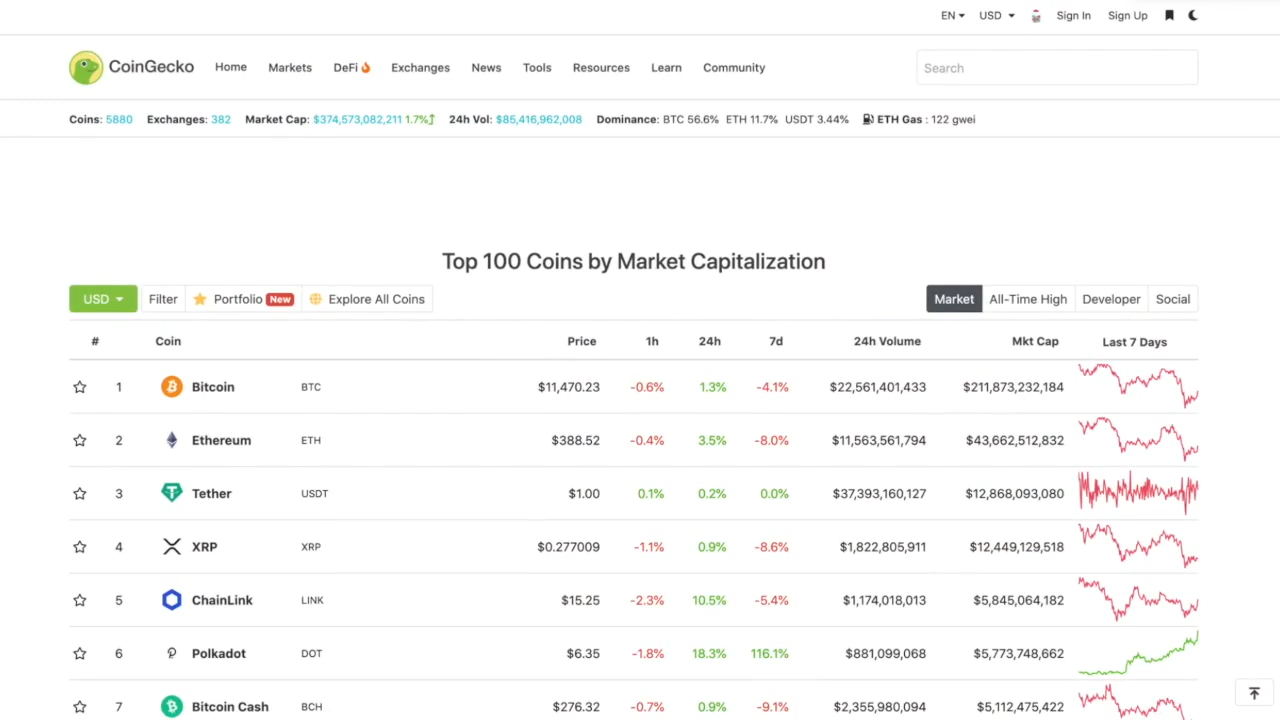 EN USD Sign In Sign Up
CoinGecko Home Markets DeFi Exchanges News Tools Resources Learn Community Search
Coins: 5880 Exchanges: 382 Market Cap: $374,573,082,211 1.7% 24h Vol: $85,416,962,008 Dominance: BTC 56.6% ETH 11.7% USDT 3.44% ETH Gas : 122 gwei
Top 100 Coins by Market Capitalization
USD Filter Portfolio New Explore All Coins Market All-Time High Developer Social
# Coin Price 1h 24h 7d 24h Volume Mkt Cap Last 7 Days
1 Bitcoin BTC $11,470.23 -0.6% 1.3% -4.1% $22,561,401,433 $211,873,232,184
2 Ethereum ETH $388.52 -0.4% 3.5% -8.0% $11,563,561,794 $43,662,512,832
3 Tether USDT $1.00 0.1% 0.2% 0.0% $37,393,160,127 $12,868,093,080
4 XRP XRP $0.277009 -1.1% 0.9% -8.6% $1,822,805,911 $12,449,129,518
5 ChainLink LINK $15.25 -2.3% 10.5% -5.4% $1,174,018,013 $5,845,064,182
6 Polkadot DOT $6.35 -1.8% 18.3% 116.1% $881,099,068 $5,773,748,662
7 Bitcoin Cash BCH $276.32 -0.7% 0.9% -9.1% $2,355,980,094 $5,112,475,422